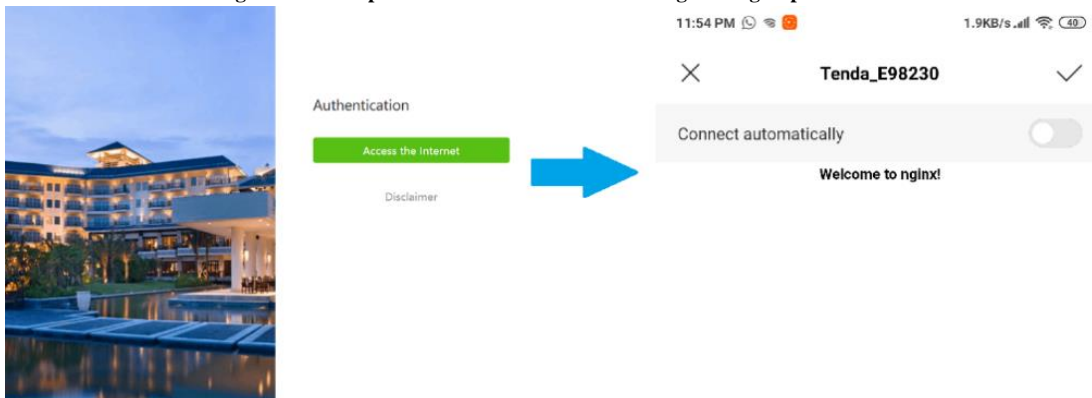 11:54 PM
1.9KB/s
40
Tenda_E98230
Authentication
Connect automatically
Access the Internet
Welcome to nginx!
Disclaimer